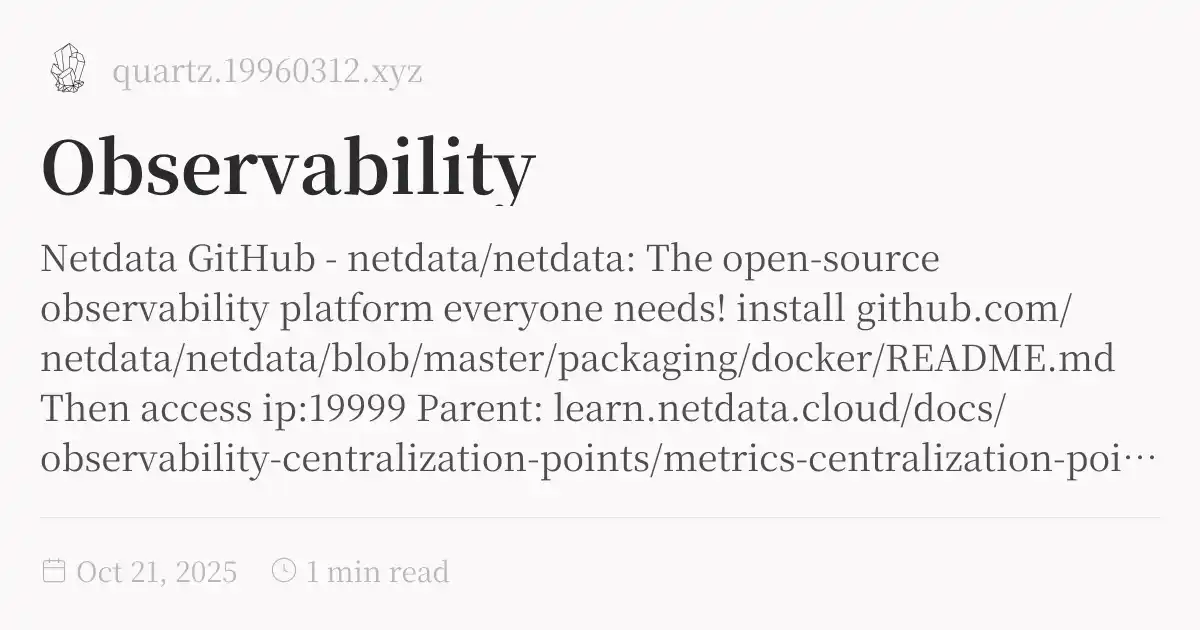 quartz.19960312.xyz
Observability
Netdata GitHub - netdata/netdata: The open-source
observability platform everyone needs! install github.com/
netdata/netdata/blob/master/packaging/docker/README.md
Then access ip:19999 Parent: learn.netdata.cloud/docs/
observability-centralization-points/metrics-centralization-poi…
Oct 21, 2025
1 min read